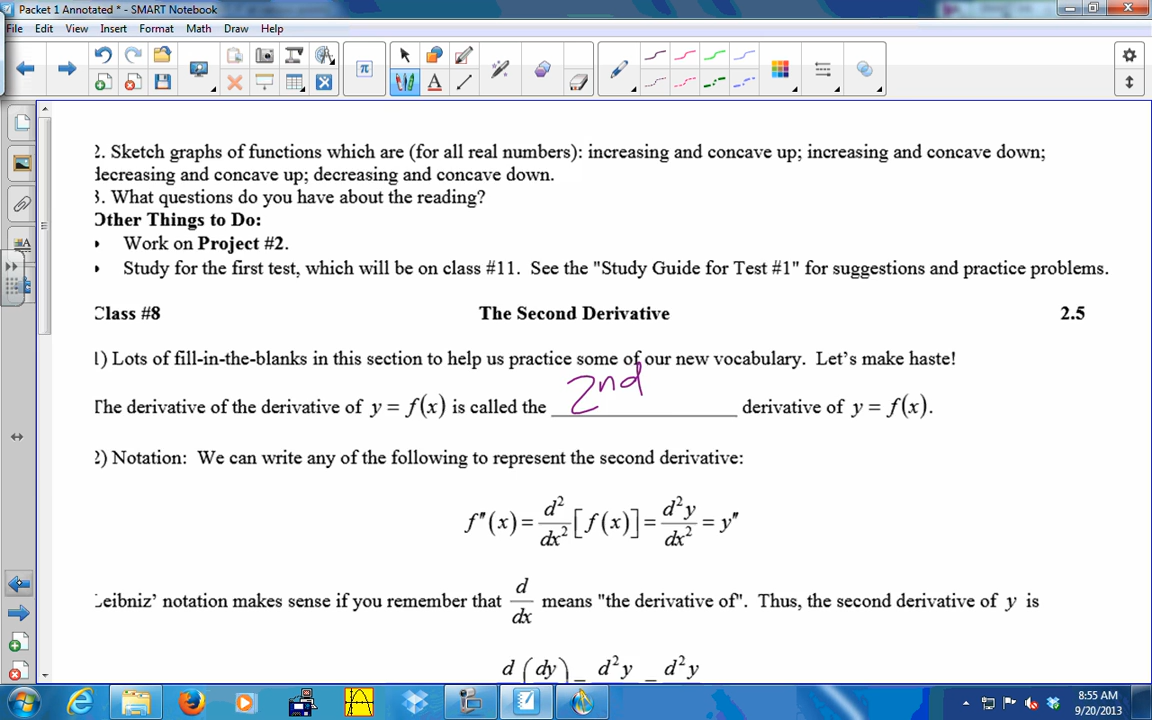 Packet 1 Annotated * - SMART Notebook
File Edit View Insert Format Math Draw Help
2. Sketch graphs of functions which are (for all real numbers): increasing and concave up; increasing and concave down;
decreasing and concave up; decreasing and concave down.
3. What questions do you have about the reading?
Other Things to Do:
Work on Project #2.
Study for the first test, which will be on class #11. See the "Study Guide for Test #1" for suggestions and practice problems.
Class #8 The Second Derivative 2.5
1) Lots of fill-in-the-blanks in this section to help us practice some of our new vocabulary. Let's make haste!
The derivative of the derivative of y = f(x) is called the 2nd derivative of y = f(x).
2) Notation: We can write any of the following to represent the second derivative:
f″(x) = d²/dx² [f(x)] = d²y/dx² = y″
Leibniz' notation makes sense if you remember that d/dx means "the derivative of". Thus, the second derivative of y is
d (dy) = d²y = d²y
8:55 AM
9/20/2013